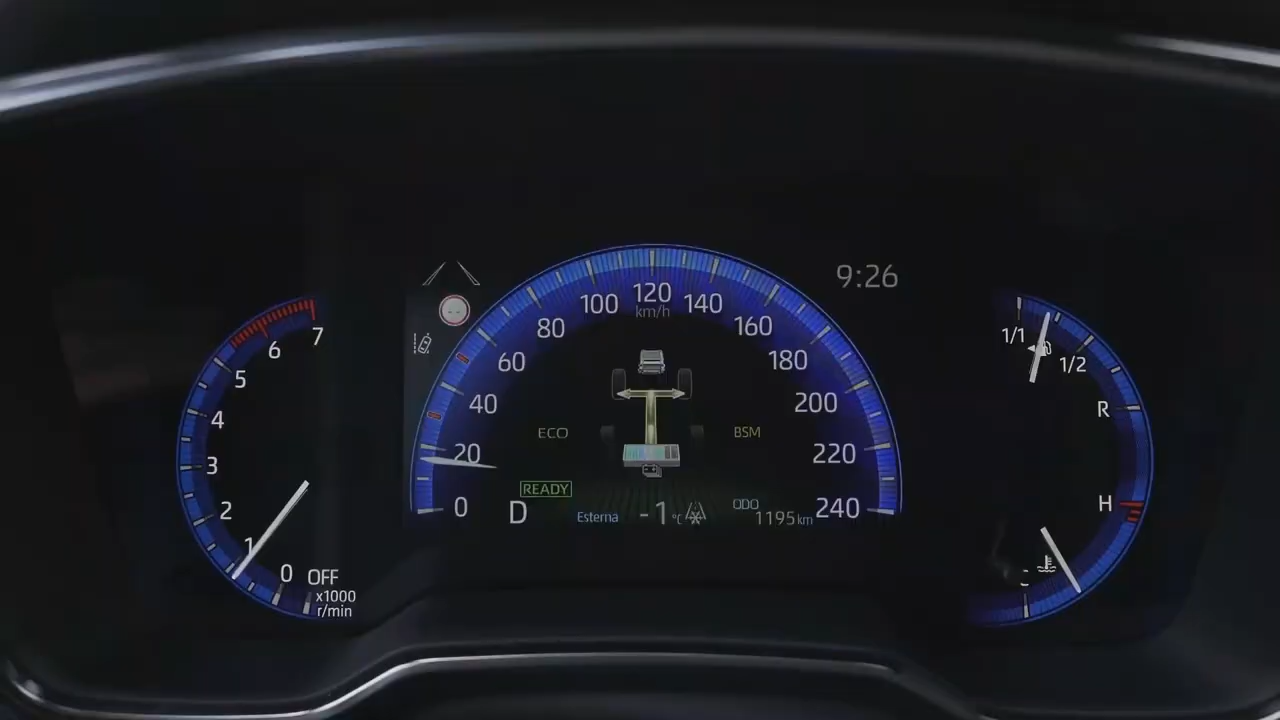 7
6
5
4
3
2
1
0 OFF
x1000
r/min
0
20
40
60
80
100
120
km/h
140
160
180
200
220
240
9:26
ECO
BSM
READY
D
Esterna -1°C
ODO
1195 km
1/1
1/2
R
H